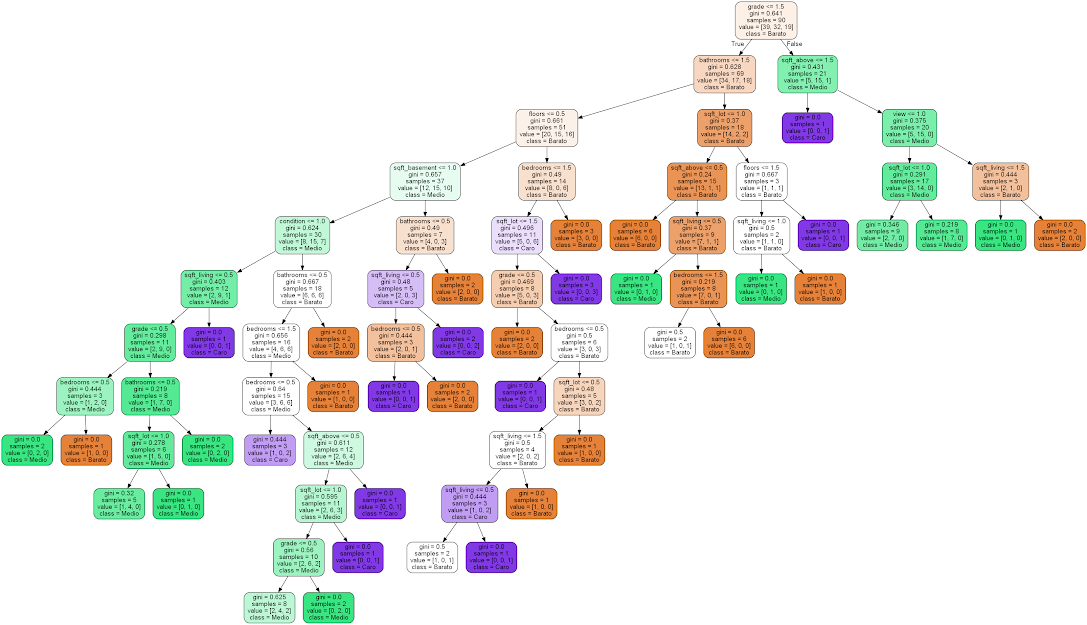 grade <= 1.5
gini = 0.641
samples = 90
value = [39, 32, 19]
class = Barato
True
False
bathrooms <= 1.5
gini = 0.628
samples = 69
value = [34, 17, 18]
class = Barato
sqft_above <= 1.5
gini = 0.431
samples = 21
value = [5, 15, 1]
class = Medio
floors <= 0.5
gini = 0.661
samples = 51
value = [20, 15, 16]
class = Barato
sqft_lot <= 1.0
gini = 0.37
samples = 18
value = [14, 2, 2]
class = Barato
gini = 0.0
samples = 1
value = [0, 0, 1]
class = Caro
view <= 1.0
gini = 0.375
samples = 20
value = [5, 15, 0]
class = Medio
sqft_basement <= 1.0
gini = 0.657
samples = 37
value = [12, 15, 10]
class = Medio
bedrooms <= 1.5
gini = 0.49
samples = 14
value = [8, 0, 6]
class = Barato
sqft_above <= 0.5
gini = 0.24
samples = 15
value = [13, 1, 1]
class = Barato
floors <= 1.5
gini = 0.667
samples = 3
value = [1, 1, 1]
class = Barato
sqft_lot <= 1.0
gini = 0.291
samples = 17
value = [3, 14, 0]
class = Medio
sqft_living <= 1.5
gini = 0.444
samples = 3
value = [2, 1, 0]
class = Barato
condition <= 1.0
gini = 0.624
samples = 30
value = [8, 15, 7]
class = Medio
bathrooms <= 0.5
gini = 0.49
samples = 7
value = [4, 0, 3]
class = Barato
sqft_lot <= 1.5
gini = 0.496
samples = 11
value = [5, 0, 6]
class = Caro
gini = 0.0
samples = 3
value = [3, 0, 0]
class = Barato
gini = 0.0
samples = 6
value = [6, 0, 0]
class = Barato
sqft_living <= 0.5
gini = 0.37
samples = 9
value = [7, 1, 1]
class = Barato
sqft_living <= 1.0
gini = 0.5
samples = 2
value = [1, 1, 0]
class = Barato
gini = 0.0
samples = 1
value = [0, 0, 1]
class = Caro
gini = 0.346
samples = 9
value = [2, 7, 0]
class = Medio
gini = 0.219
samples = 8
value = [1, 7, 0]
class = Medio
gini = 0.0
samples = 1
value = [0, 1, 0]
class = Medio
gini = 0.0
samples = 2
value = [2, 0, 0]
class = Barato
sqft_living <= 0.5
gini = 0.403
samples = 12
value = [2, 9, 1]
class = Medio
bathrooms <= 0.5
gini = 0.667
samples = 18
value = [6, 6, 6]
class = Barato
sqft_living <= 0.5
gini = 0.48
samples = 5
value = [2, 0, 3]
class = Caro
gini = 0.0
samples = 2
value = [2, 0, 0]
class = Barato
grade <= 0.5
gini = 0.469
samples = 8
value = [5, 0, 3]
class = Barato
gini = 0.0
samples = 3
value = [0, 0, 3]
class = Caro
gini = 0.0
samples = 1
value = [0, 1, 0]
class = Medio
bedrooms <= 1.5
gini = 0.219
samples = 8
value = [7, 0, 1]
class = Barato
gini = 0.0
samples = 1
value = [0, 1, 0]
class = Medio
gini = 0.0
samples = 1
value = [1, 0, 0]
class = Barato
grade <= 0.5
gini = 0.298
samples = 11
value = [2, 9, 0]
class = Medio
gini = 0.0
samples = 1
value = [0, 0, 1]
class = Caro
bedrooms <= 1.5
gini = 0.656
samples = 16
value = [4, 6, 6]
class = Medio
gini = 0.0
samples = 2
value = [2, 0, 0]
class = Barato
bedrooms <= 0.5
gini = 0.444
samples = 3
value = [2, 0, 1]
class = Barato
gini = 0.0
samples = 2
value = [0, 0, 2]
class = Caro
gini = 0.0
samples = 2
value = [2, 0, 0]
class = Barato
bedrooms <= 0.5
gini = 0.5
samples = 6
value = [3, 0, 3]
class = Barato
gini = 0.5
samples = 2
value = [1, 0, 1]
class = Barato
gini = 0.0
samples = 6
value = [6, 0, 0]
class = Barato
bedrooms <= 0.5
gini = 0.444
samples = 3
value = [1, 2, 0]
class = Medio
bathrooms <= 0.5
gini = 0.219
samples = 8
value = [1, 7, 0]
class = Medio
bedrooms <= 0.5
gini = 0.64
samples = 15
value = [3, 6, 6]
class = Medio
gini = 0.0
samples = 1
value = [1, 0, 0]
class = Barato
gini = 0.0
samples = 1
value = [0, 0, 1]
class = Caro
gini = 0.0
samples = 2
value = [2, 0, 0]
class = Barato
gini = 0.0
samples = 1
value = [0, 0, 1]
class = Caro
sqft_lot <= 0.5
gini = 0.48
samples = 5
value = [3, 0, 2]
class = Barato
gini = 0.0
samples = 2
value = [0, 2, 0]
class = Medio
gini = 0.0
samples = 1
value = [1, 0, 0]
class = Barato
sqft_lot <= 1.0
gini = 0.278
samples = 6
value = [1, 5, 0]
class = Medio
gini = 0.0
samples = 2
value = [0, 2, 0]
class = Medio
gini = 0.444
samples = 3
value = [1, 0, 2]
class = Caro
sqft_above <= 0.5
gini = 0.611
samples = 12
value = [2, 6, 4]
class = Medio
sqft_living <= 1.5
gini = 0.5
samples = 4
value = [2, 0, 2]
class = Barato
gini = 0.0
samples = 1
value = [1, 0, 0]
class = Barato
gini = 0.32
samples = 5
value = [1, 4, 0]
class = Medio
gini = 0.0
samples = 1
value = [0, 1, 0]
class = Medio
sqft_lot <= 1.0
gini = 0.595
samples = 11
value = [2, 6, 3]
class = Medio
gini = 0.0
samples = 1
value = [0, 0, 1]
class = Caro
sqft_living <= 0.5
gini = 0.444
samples = 3
value = [1, 0, 2]
class = Caro
gini = 0.0
samples = 1
value = [1, 0, 0]
class = Barato
grade <= 0.5
gini = 0.56
samples = 10
value = [2, 6, 2]
class = Medio
gini = 0.0
samples = 1
value = [0, 0, 1]
class = Caro
gini = 0.5
samples = 2
value = [1, 0, 1]
class = Barato
gini = 0.0
samples = 1
value = [0, 0, 1]
class = Caro
gini = 0.625
samples = 8
value = [2, 4, 2]
class = Medio
gini = 0.0
samples = 2
value = [0, 2, 0]
class = Medio